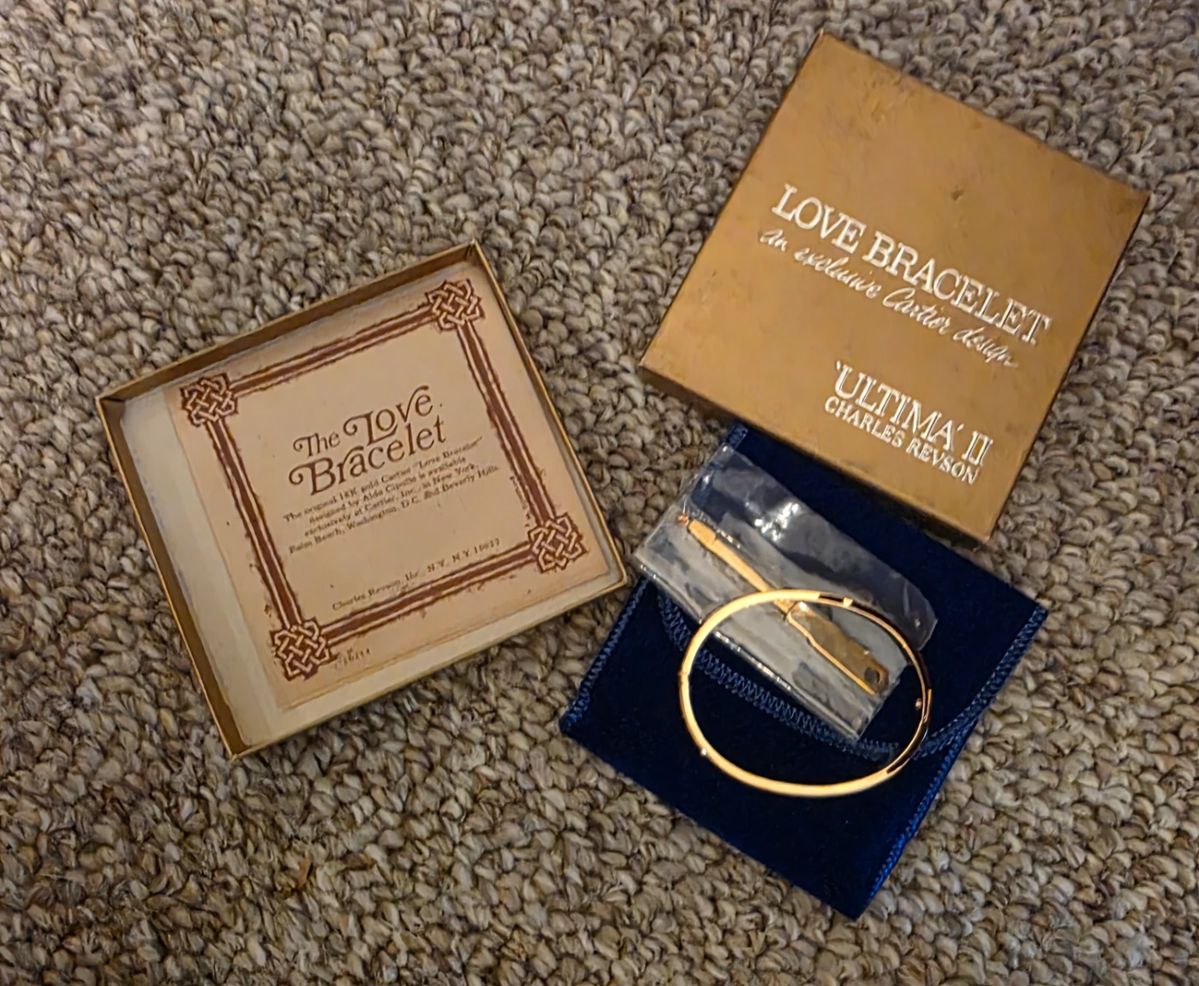 The Love
Bracelet
The original 18K gold Cartier "Love Bracelet"
designed by Aldo Cipullo is available
exclusively at Cartier, Inc. in New York,
Palm Beach, Washington, D.C. and Beverly Hills.
Charles Revson, Inc., N.Y., N.Y. 10022
LOVE BRACELET
an exclusive Cartier design
'ULTIMA' II
CHARLES REVSON